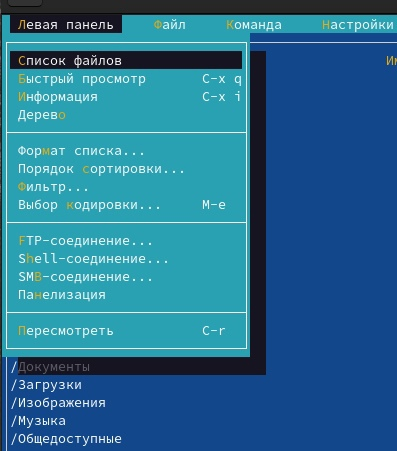 Левая панель Файл Команда Настройки
Список файлов
Быстрый просмотр C-x q
Информация C-x i
Дерево
Формат списка...
Порядок сортировки...
Фильтр...
Выбор кодировки... M-e
FTP-соединение...
Shell-соединение...
SMB-соединение...
Панелизация
Пересмотреть C-r
/Документы
/Загрузки
/Изображения
/Музыка
/Общедоступные